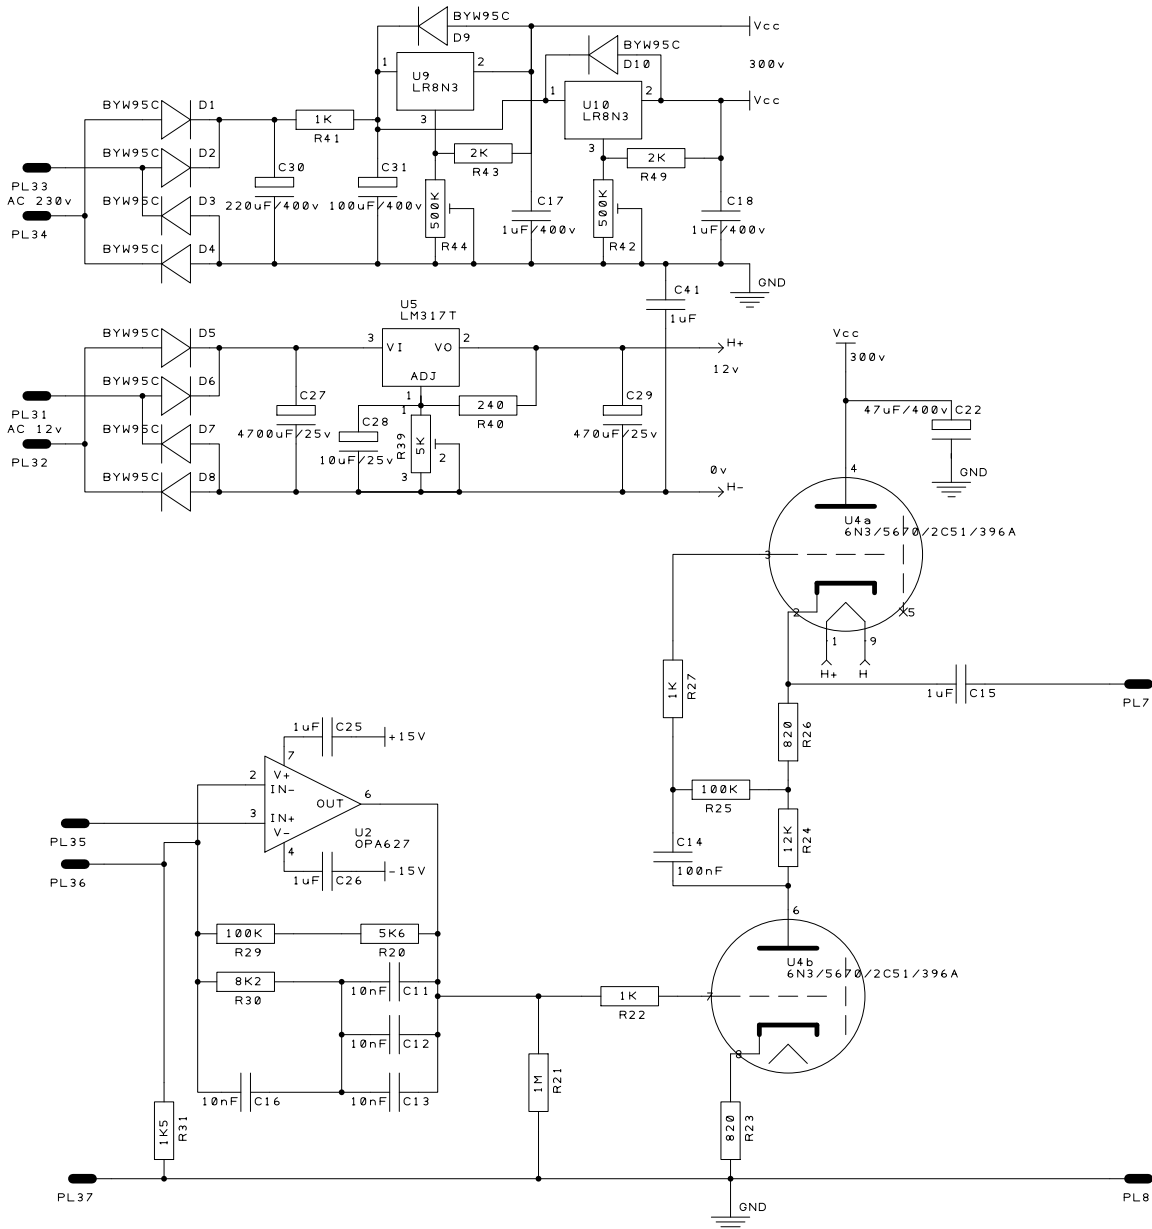 BYW95C
D9
Vcc
300v
BYW95C
D10
1
2
U9
LR8N3
3
1
2
U10
LR8N3
3
Vcc
BYW95C
D1
BYW95C
D2
BYW95C
D3
BYW95C
D4
PL33
AC 230v
PL34
1K
R41
C30
220uF/400v
C31
100uF/400v
2K
R43
500K
R44
C17
1uF/400v
2K
R49
500K
R42
C18
1uF/400v
GND
C41
1uF
BYW95C
D5
BYW95C
D6
BYW95C
D7
BYW95C
D8
PL31
AC 12v
PL32
U5
LM317T
3
VI
VO
2
ADJ
1
C27
4700uF/25v
C28
10uF/25v
1
R39
5K
2
3
240
R40
C29
470uF/25v
H+
12v
0v
H-
Vcc
300v
47uF/400v
C22
GND
4
U4a
6N3/5670/2C51/396A
3
2
5
1
9
H+
H
1K
R27
1uF
C15
PL7
820
R26
100K
R25
12K
R24
C14
100nF
1uF
C25
+15V
7
2
V+
IN-
OUT
6
3
IN+
V-
U2
OPA627
4
1uF
C26
-15V
PL35
PL36
100K
R29
5K6
R20
8K2
R30
10nF
C11
10nF
C12
10nF
C16
10nF
C13
1K5
R31
1M
R21
1K
R22
6
U4b
6N3/5670/2C51/396A
7
8
820
R23
PL37
GND
PL8